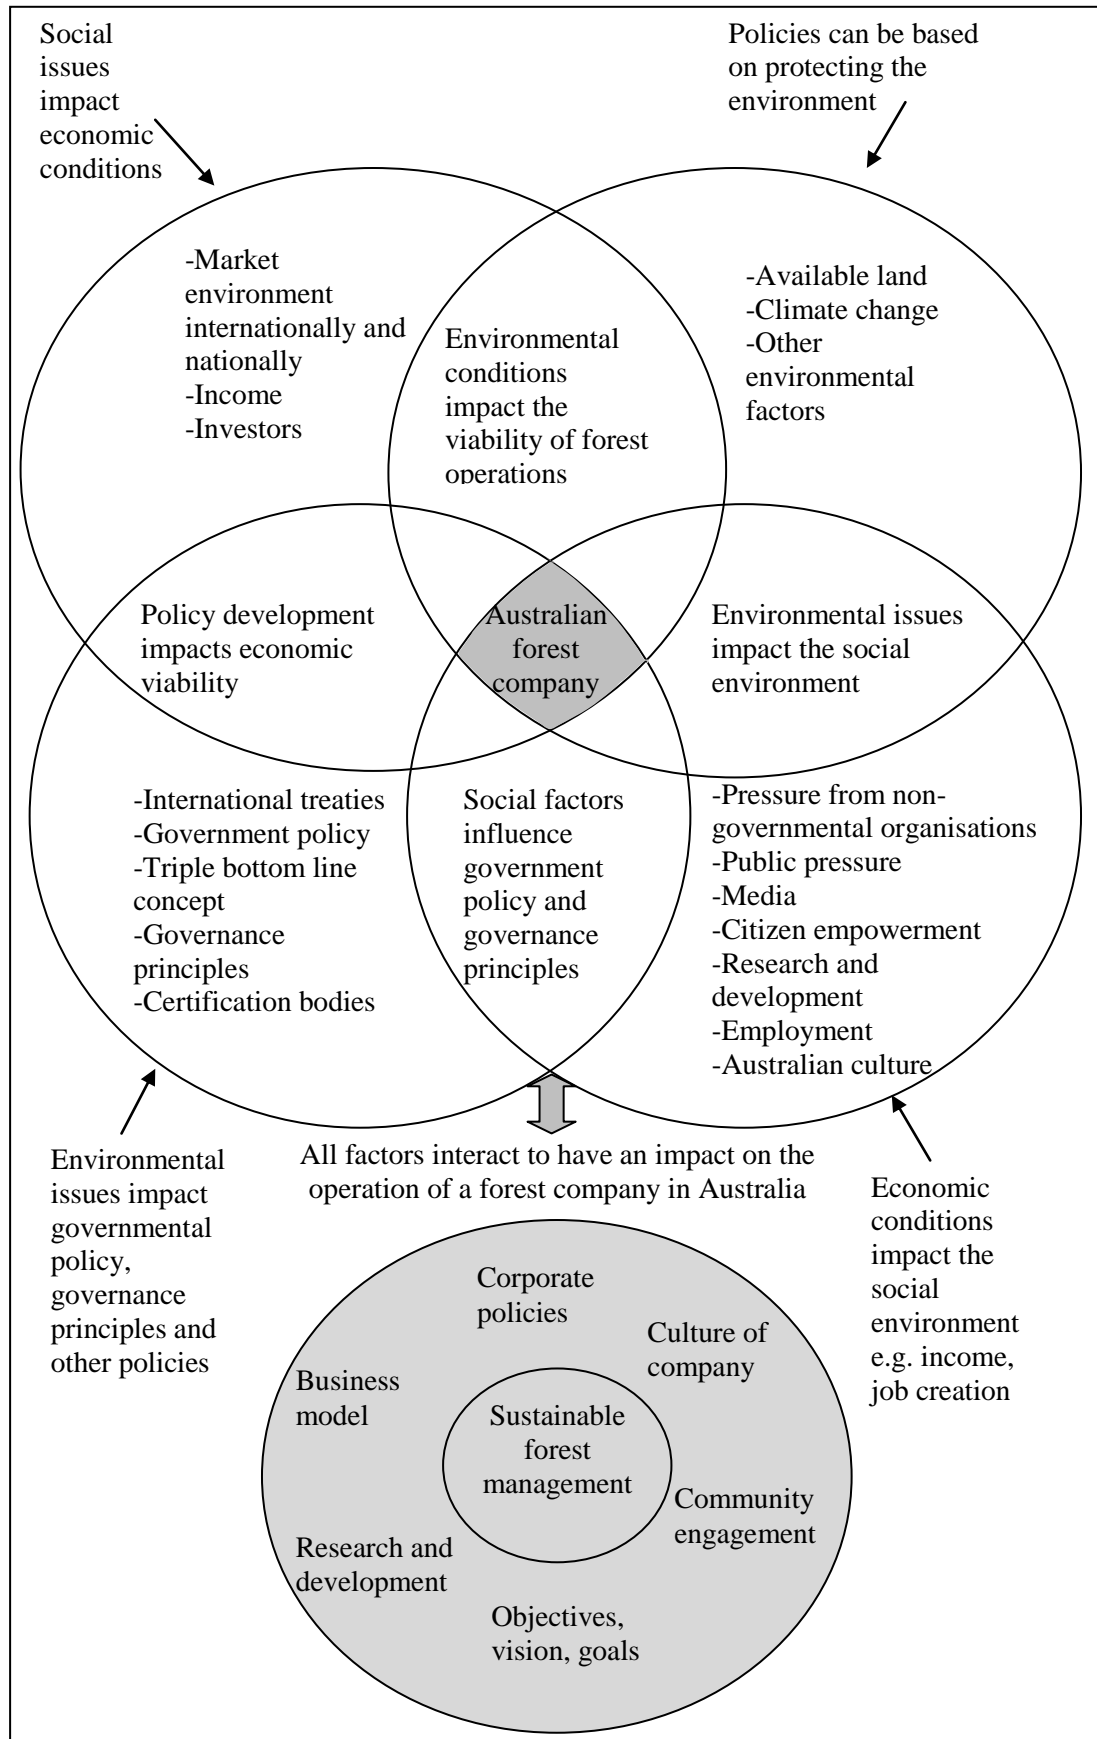 Social
issues
impact
economic
conditions
Policies can be based
on protecting the
environment
-Market
environment
internationally and
nationally
-Income
-Investors
Environmental
conditions
impact the
viability of forest
operations
-Available land
-Climate change
-Other
environmental
factors
Policy development
impacts economic
viability
Australian
forest
company
Environmental issues
impact the social
environment
-International treaties
-Government policy
-Triple bottom line
concept
-Governance
principles
-Certification bodies
Social factors
influence
government
policy and
governance
principles
-Pressure from non-
governmental organisations
-Public pressure
-Media
-Citizen empowerment
-Research and
development
-Employment
-Australian culture
Environmental
issues impact
governmental
policy,
governance
principles and
other policies
All factors interact to have an impact on the
operation of a forest company in Australia
Economic
conditions
impact the
social
environment
e.g. income,
job creation
Corporate
policies
Culture of
company
Business
model
Sustainable
forest
management
Community
engagement
Research and
development
Objectives,
vision, goals